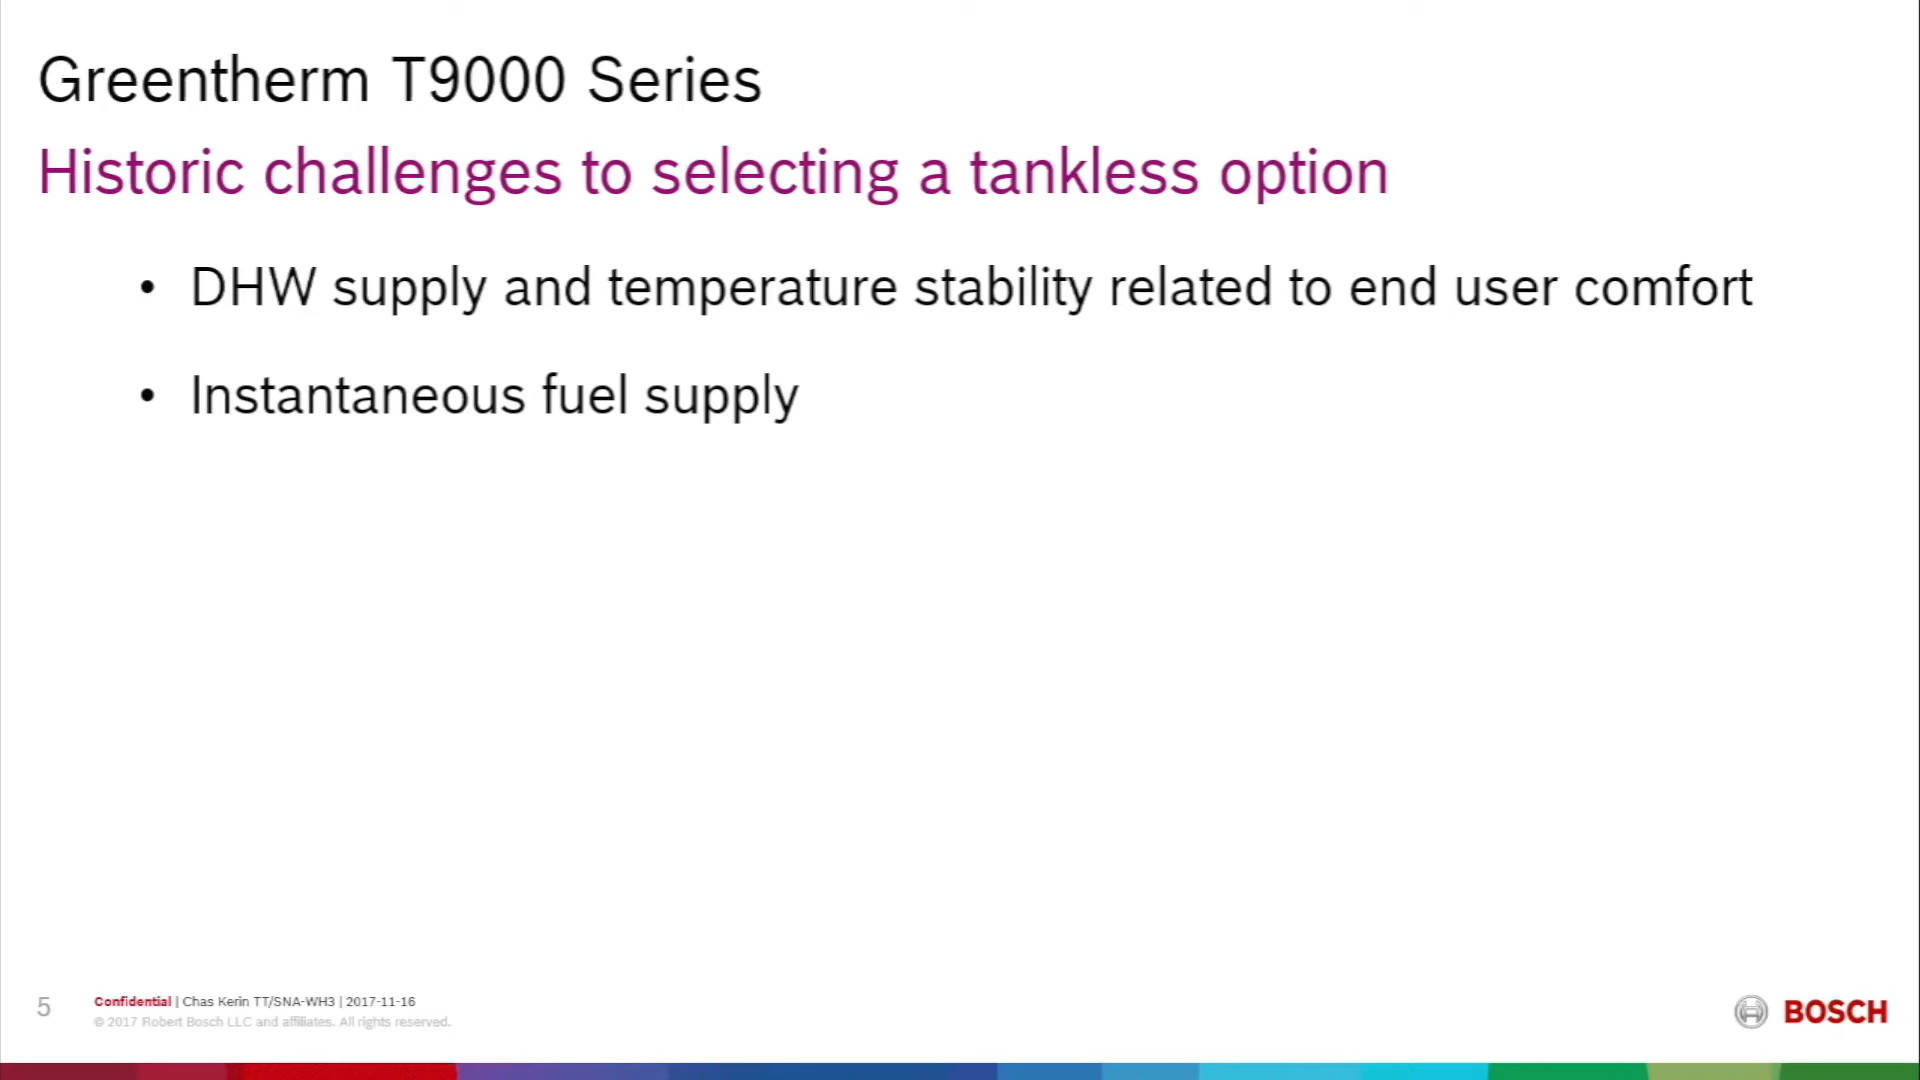 Greentherm T9000 Series
Historic challenges to selecting a tankless option
• DHW supply and temperature stability related to end user comfort
• Instantaneous fuel supply
5
Confidential | Chas Kerin TT/SNA-WH3 | 2017-11-16
© 2017 Robert Bosch LLC and affiliates. All rights reserved.
BOSCH